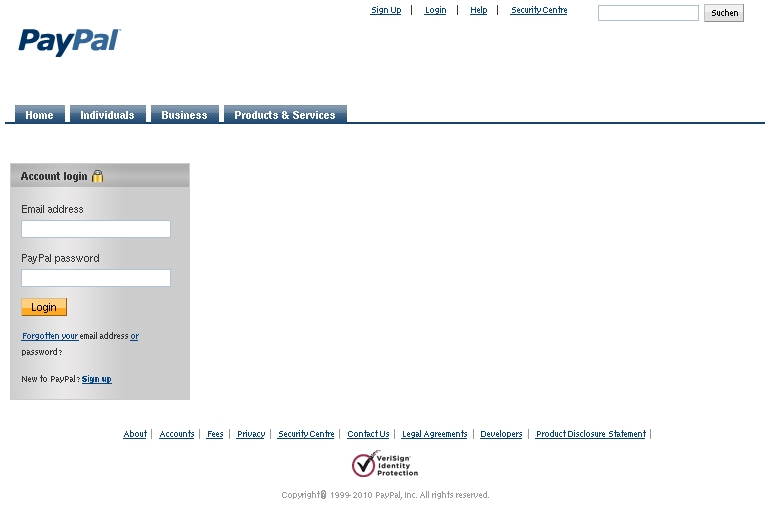 Sign Up | Login | Help | Security Centre Suchen
PayPal
Home Individuals Business Products & Services
Account login
Email address
PayPal password
Login
Forgotten your email address or
password?
New to PayPal? Sign up
About | Accounts | Fees | Privacy | Security Centre | Contact Us | Legal Agreements | Developers | Product Disclosure Statement |
VeriSign
Identity
Protection
Copyright 1999-2010 PayPal, Inc. All rights reserved.